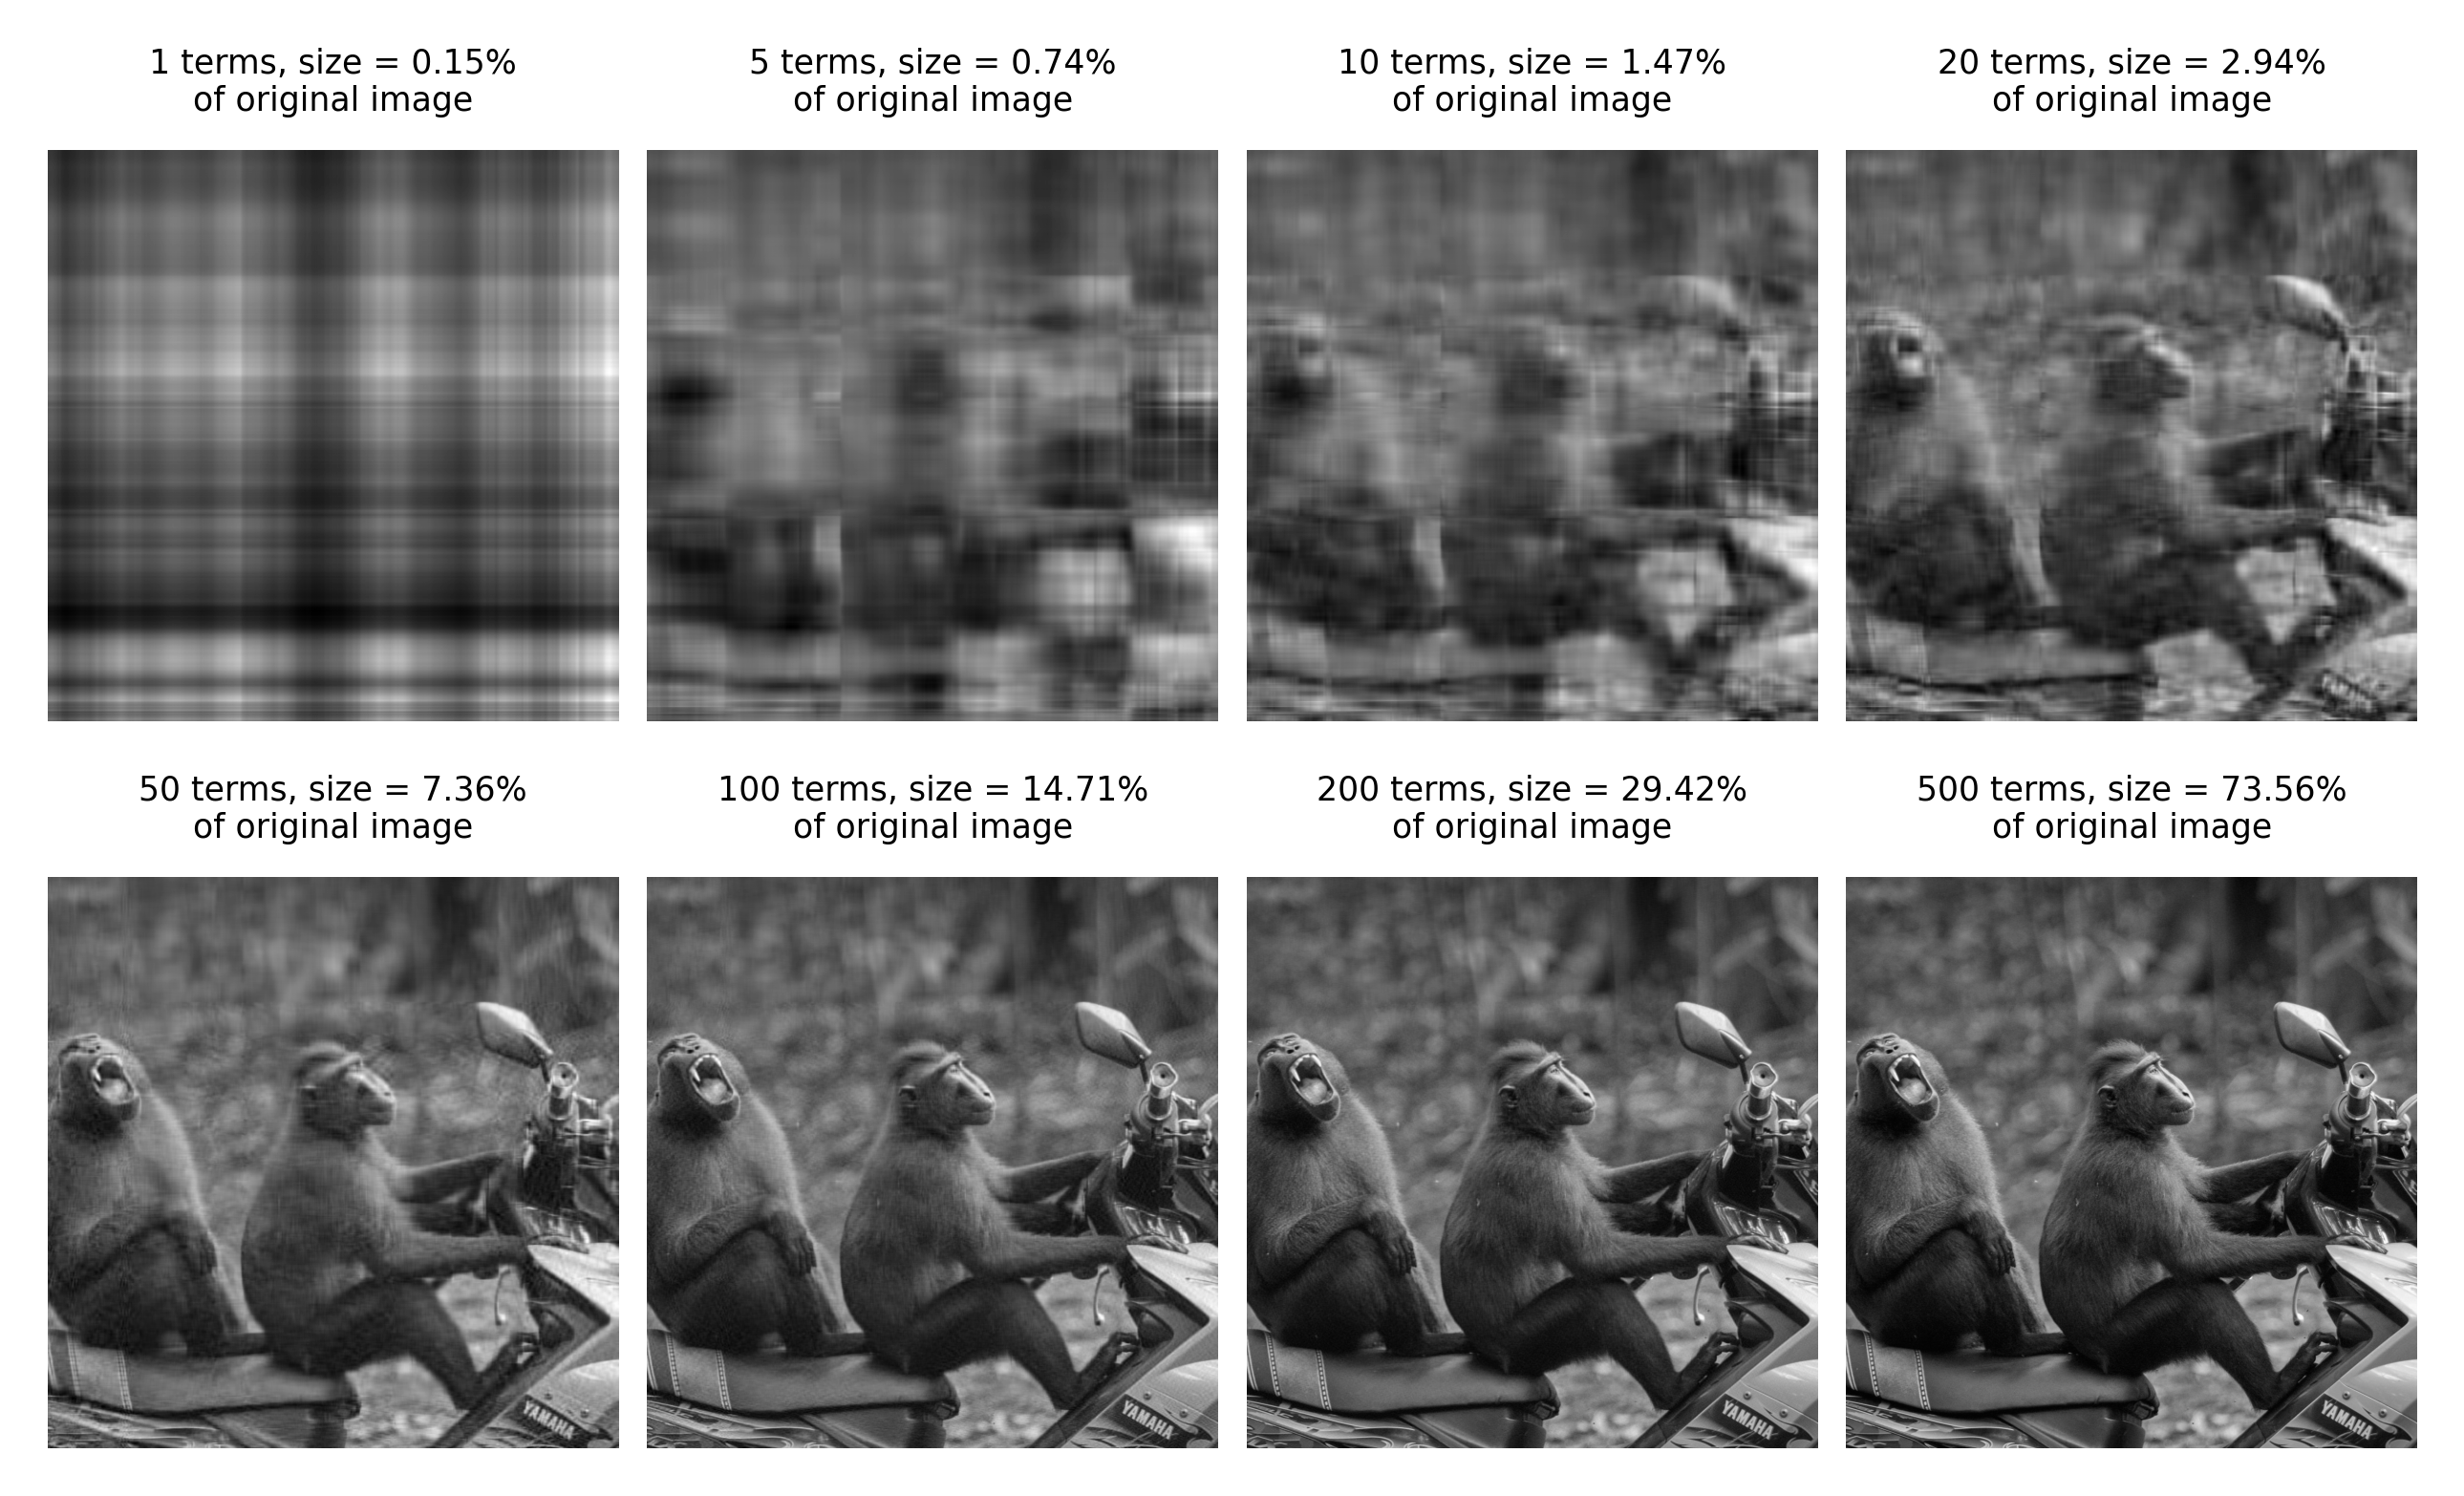 1 terms, size = 0.15%
of original image
5 terms, size = 0.74%
of original image
10 terms, size = 1.47%
of original image
20 terms, size = 2.94%
of original image
50 terms, size = 7.36%
of original image
100 terms, size = 14.71%
of original image
200 terms, size = 29.42%
of original image
500 terms, size = 73.56%
of original image
YAMAHA
YAMAHA
YAMAHA
YAMAHA